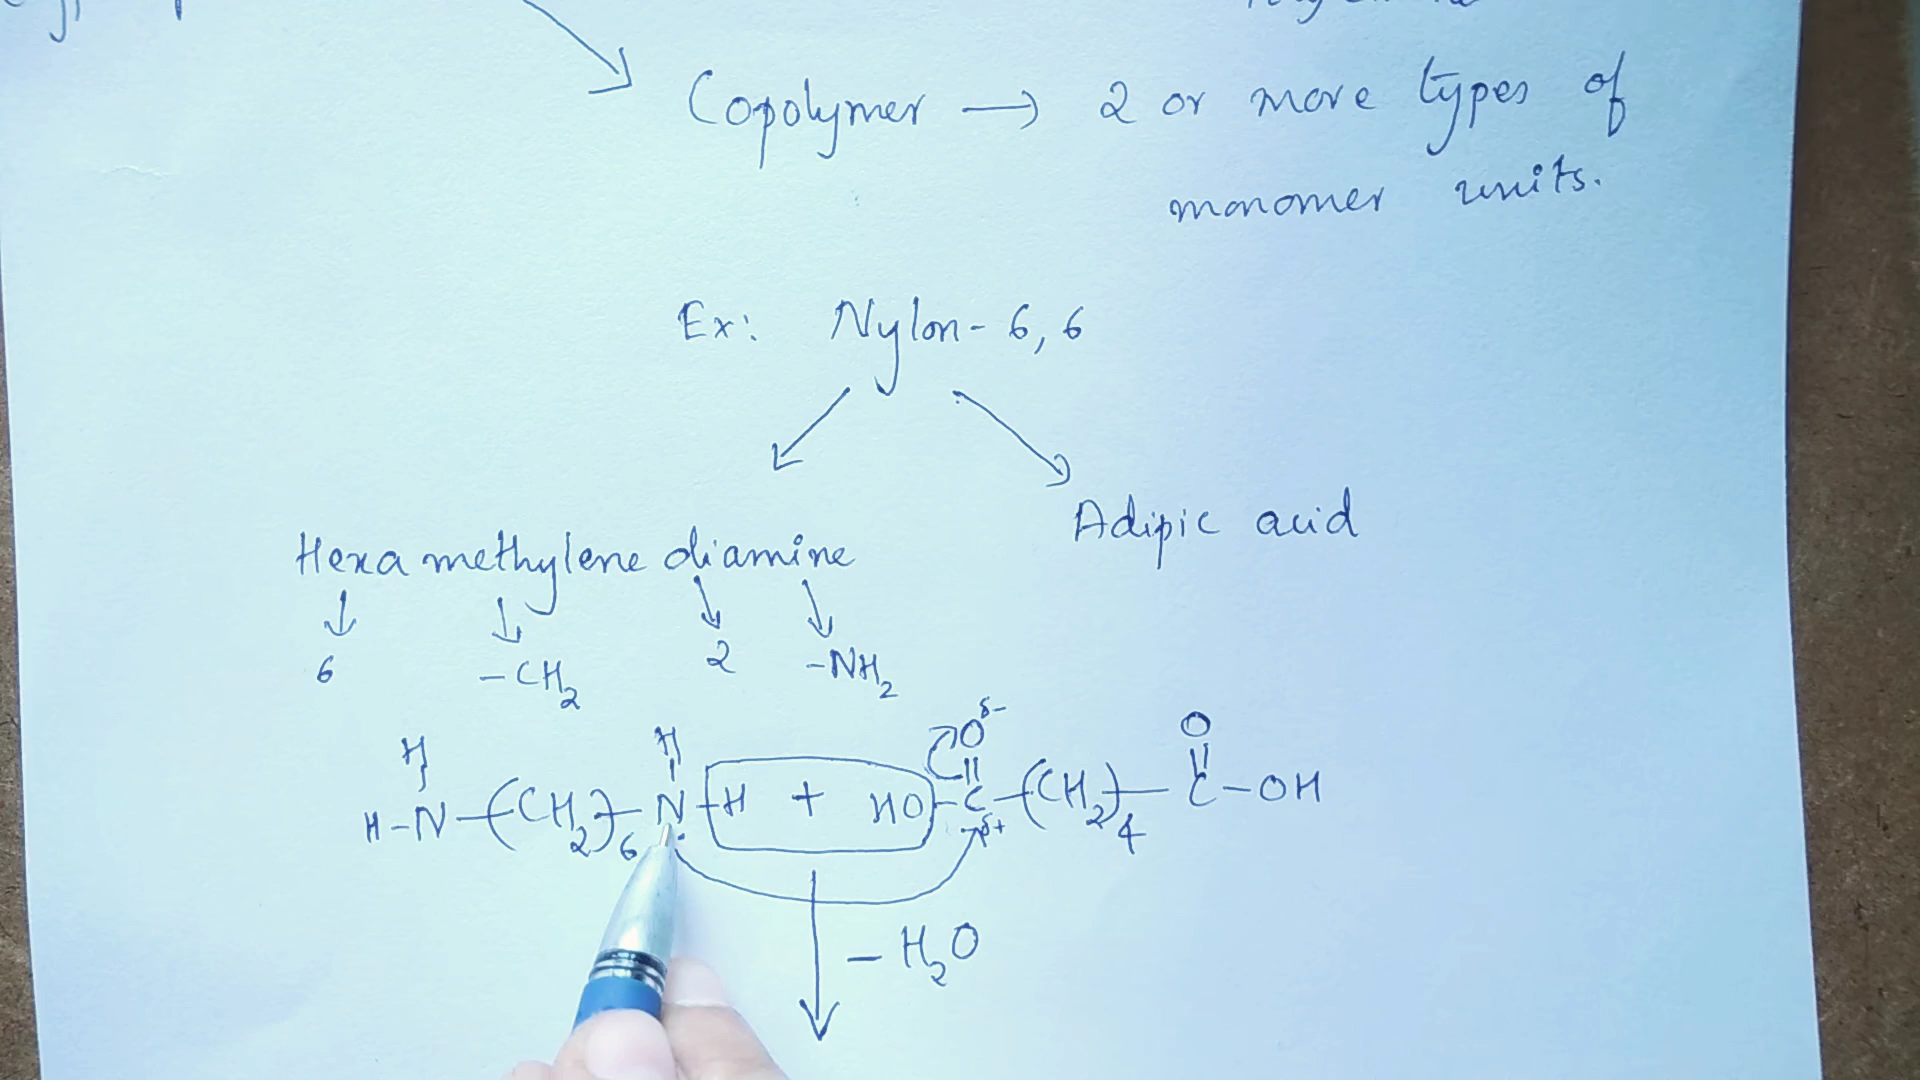 Copolymer → 2 or more types of
monomer units.
Ex: Nylon-6,6
Adipic acid
Hexa methylene diamine
6 -CH2 2 -NH2
H H O δ- O
H-N-(CH2)6-N-H + HO-C-(CH2)4-C-OH
δ+
-H2O